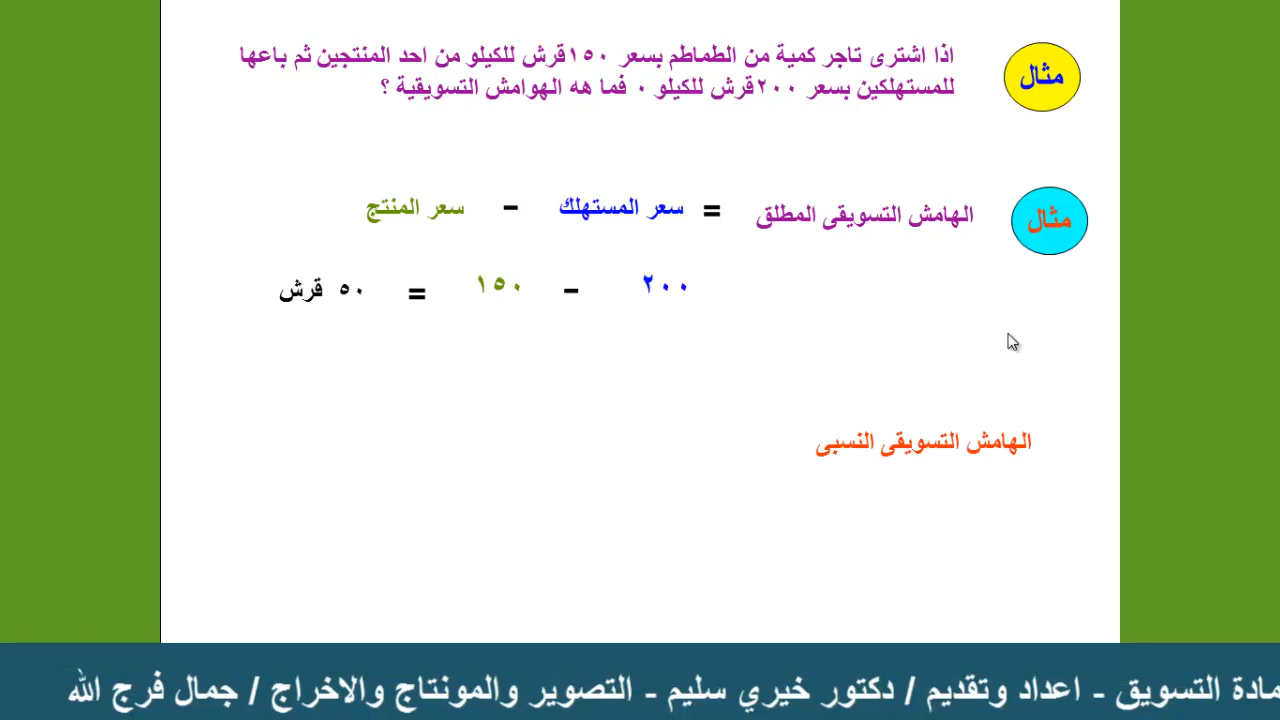 مثال
اذا اشترى تاجر كمية من الطماطم بسعر ١٥٠قرش للكيلو من احد المنتجين ثم باعها
للمستهلكين بسعر ٢٠٠قرش للكيلو ٠ فما هه الهوامش التسويقية ؟
مثال
الهامش التسويقى المطلق = سعر المستهلك - سعر المنتج
٢٠٠ - ١٥٠ = ٥٠ قرش
الهامش التسويقى النسبى
مادة التسويق - اعداد وتقديم / دكتور خيري سليم - التصوير والمونتاج والاخراج / جمال فرج الله